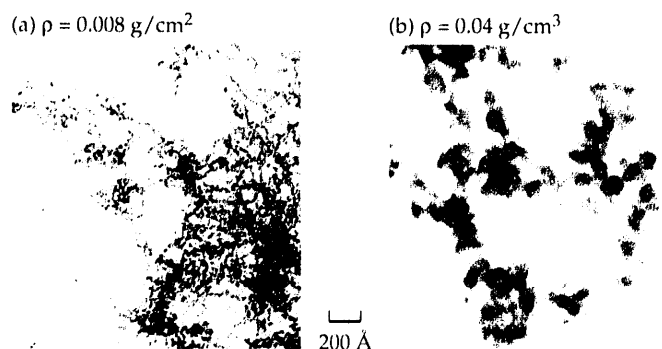 (a) ρ = 0.008 g/cm²
(b) ρ = 0.04 g/cm³
200 Å